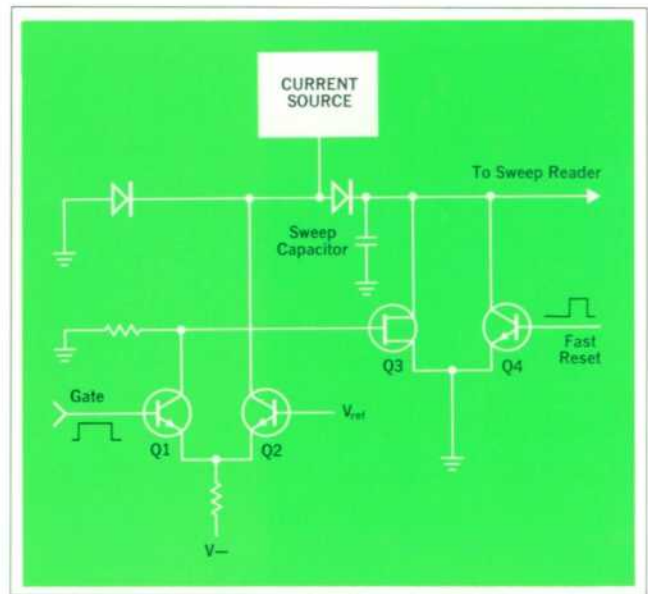 CURRENT
SOURCE
To Sweep Reader
Sweep
Capacitor
Q3
Q4
Fast
Reset
Gate
Q1
Q2
Vref
V—